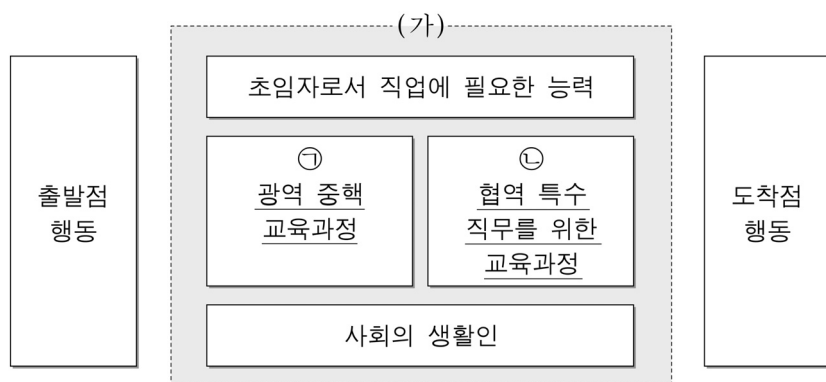 (가)
초임자로서 직업에 필요한 능력
출발점
행동
㉠
광역 중핵
교육과정
㉡
협역 특수
직무를 위한
교육과정
도착점
행동
사회의 생활인